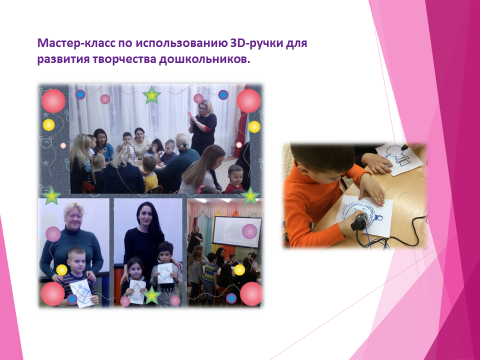 Мастер-класс по использованию 3D-ручки для
развития творчества дошкольников.